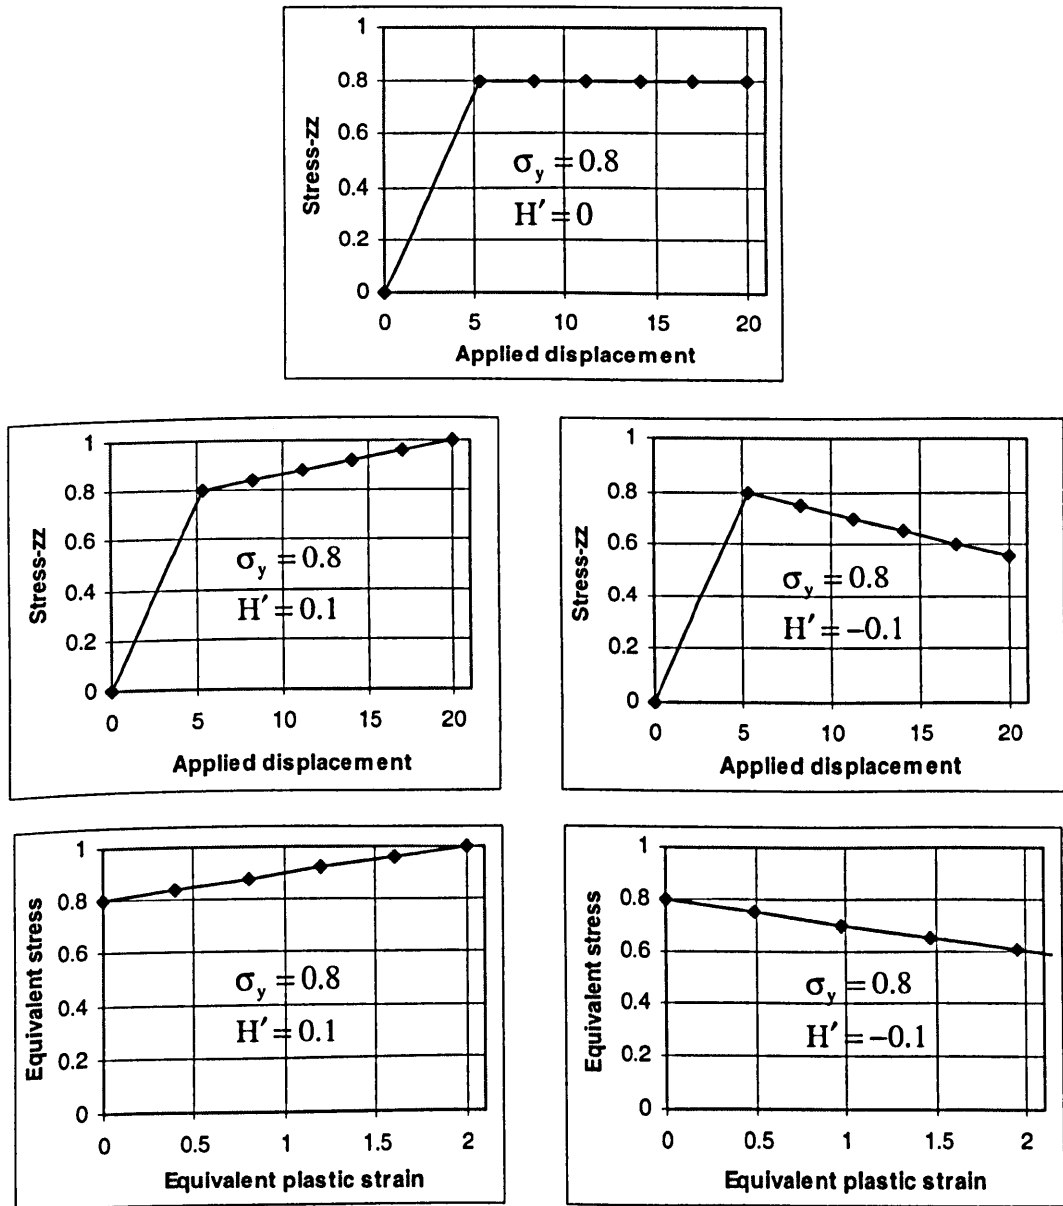 1
0.8
0.6
0.4
0.2
0
0 5 10 15 20
Stress-zz
Applied displacement
σy = 0.8
H′ = 0
1
0.8
0.6
0.4
0.2
0
0 5 10 15 20
Stress-zz
Applied displacement
σy = 0.8
H′ = 0.1
1
0.8
0.6
0.4
0.2
0
0 5 10 15 20
Stress-zz
Applied displacement
σy = 0.8
H′ = −0.1
1
0.8
0.6
0.4
0.2
0
0 0.5 1 1.5 2
Equivalent stress
Equivalent plastic strain
σy = 0.8
H′ = 0.1
1
0.8
0.6
0.4
0.2
0
0 0.5 1 1.5 2
Equivalent stress
Equivalent plastic strain
σy = 0.8
H′ = −0.1